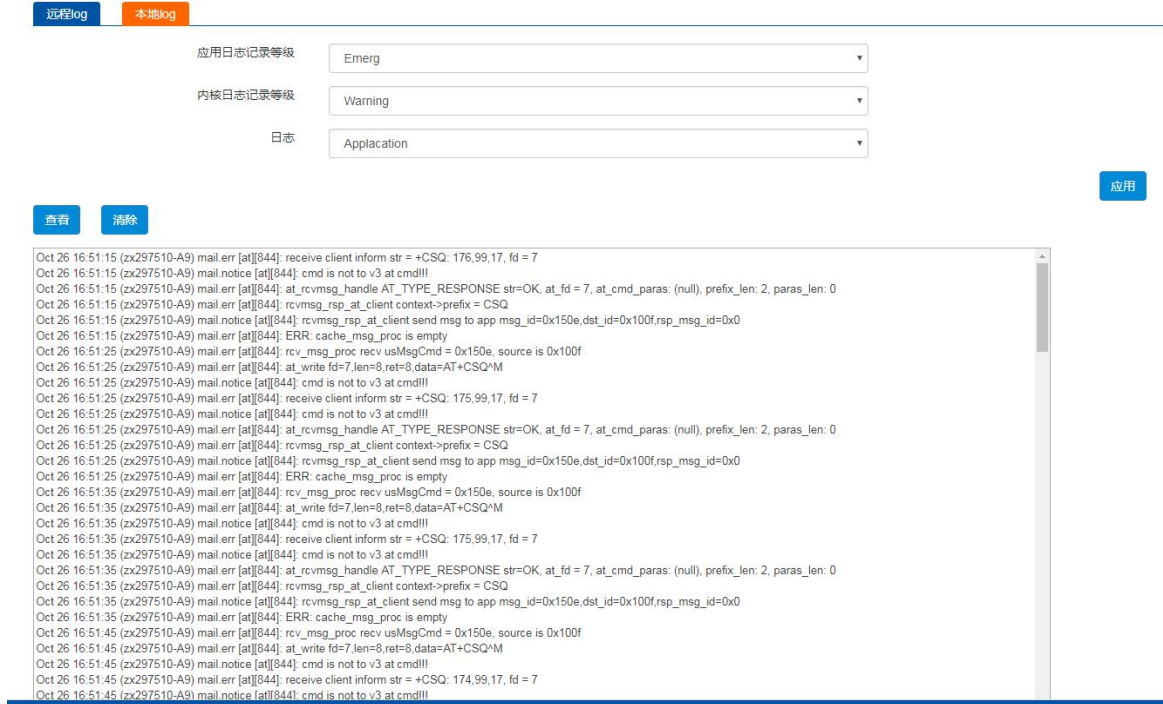 远程log 本地log
应用日志记录等级 Emerg
内核日志记录等级 Warning
日志 Applacation
应用
查看 清除
Oct 26 16:51:15 (zx297510-A9) mail.err [at][844]: receive client inform str = +CSQ: 176,99,17, fd = 7
Oct 26 16:51:15 (zx297510-A9) mail.notice [at][844]: cmd is not to v3 at cmd!!!
Oct 26 16:51:15 (zx297510-A9) mail.err [at][844]: at_rcvmsg_handle AT_TYPE_RESPONSE str=OK, at_fd = 7, at_cmd_paras: (null), prefix_len: 2, paras_len: 0
Oct 26 16:51:15 (zx297510-A9) mail.err [at][844]: rcvmsg_rsp_at_client context->prefix = CSQ
Oct 26 16:51:15 (zx297510-A9) mail.notice [at][844]: rcvmsg_rsp_at_client send msg to app msg_id=0x150e,dst_id=0x100f,rsp_msg_id=0x0
Oct 26 16:51:15 (zx297510-A9) mail.err [at][844]: ERR: cache_msg_proc is empty
Oct 26 16:51:25 (zx297510-A9) mail.err [at][844]: rcv_msg_proc recv usMsgCmd = 0x150e, source is 0x100f
Oct 26 16:51:25 (zx297510-A9) mail.err [at][844]: at_write fd=7,len=8,ret=8,data=AT+CSQ^M
Oct 26 16:51:25 (zx297510-A9) mail.notice [at][844]: cmd is not to v3 at cmd!!!
Oct 26 16:51:25 (zx297510-A9) mail.err [at][844]: receive client inform str = +CSQ: 175,99,17, fd = 7
Oct 26 16:51:25 (zx297510-A9) mail.notice [at][844]: cmd is not to v3 at cmd!!!
Oct 26 16:51:25 (zx297510-A9) mail.err [at][844]: at_rcvmsg_handle AT_TYPE_RESPONSE str=OK, at_fd = 7, at_cmd_paras: (null), prefix_len: 2, paras_len: 0
Oct 26 16:51:25 (zx297510-A9) mail.err [at][844]: rcvmsg_rsp_at_client context->prefix = CSQ
Oct 26 16:51:25 (zx297510-A9) mail.notice [at][844]: rcvmsg_rsp_at_client send msg to app msg_id=0x150e,dst_id=0x100f,rsp_msg_id=0x0
Oct 26 16:51:25 (zx297510-A9) mail.err [at][844]: ERR: cache_msg_proc is empty
Oct 26 16:51:35 (zx297510-A9) mail.err [at][844]: rcv_msg_proc recv usMsgCmd = 0x150e, source is 0x100f
Oct 26 16:51:35 (zx297510-A9) mail.err [at][844]: at_write fd=7,len=8,ret=8,data=AT+CSQ^M
Oct 26 16:51:35 (zx297510-A9) mail.notice [at][844]: cmd is not to v3 at cmd!!!
Oct 26 16:51:35 (zx297510-A9) mail.err [at][844]: receive client inform str = +CSQ: 175,99,17, fd = 7
Oct 26 16:51:35 (zx297510-A9) mail.notice [at][844]: cmd is not to v3 at cmd!!!
Oct 26 16:51:35 (zx297510-A9) mail.err [at][844]: at_rcvmsg_handle AT_TYPE_RESPONSE str=OK, at_fd = 7, at_cmd_paras: (null), prefix_len: 2, paras_len: 0
Oct 26 16:51:35 (zx297510-A9) mail.err [at][844]: rcvmsg_rsp_at_client context->prefix = CSQ
Oct 26 16:51:35 (zx297510-A9) mail.notice [at][844]: rcvmsg_rsp_at_client send msg to app msg_id=0x150e,dst_id=0x100f,rsp_msg_id=0x0
Oct 26 16:51:35 (zx297510-A9) mail.err [at][844]: ERR: cache_msg_proc is empty
Oct 26 16:51:45 (zx297510-A9) mail.err [at][844]: rcv_msg_proc recv usMsgCmd = 0x150e, source is 0x100f
Oct 26 16:51:45 (zx297510-A9) mail.err [at][844]: at_write fd=7,len=8,ret=8,data=AT+CSQ^M
Oct 26 16:51:45 (zx297510-A9) mail.notice [at][844]: cmd is not to v3 at cmd!!!
Oct 26 16:51:45 (zx297510-A9) mail.err [at][844]: receive client inform str = +CSQ: 174,99,17, fd = 7
Oct 26 16:51:45 (zx297510-A9) mail.notice [at][844]: cmd is not to v3 at cmd!!!